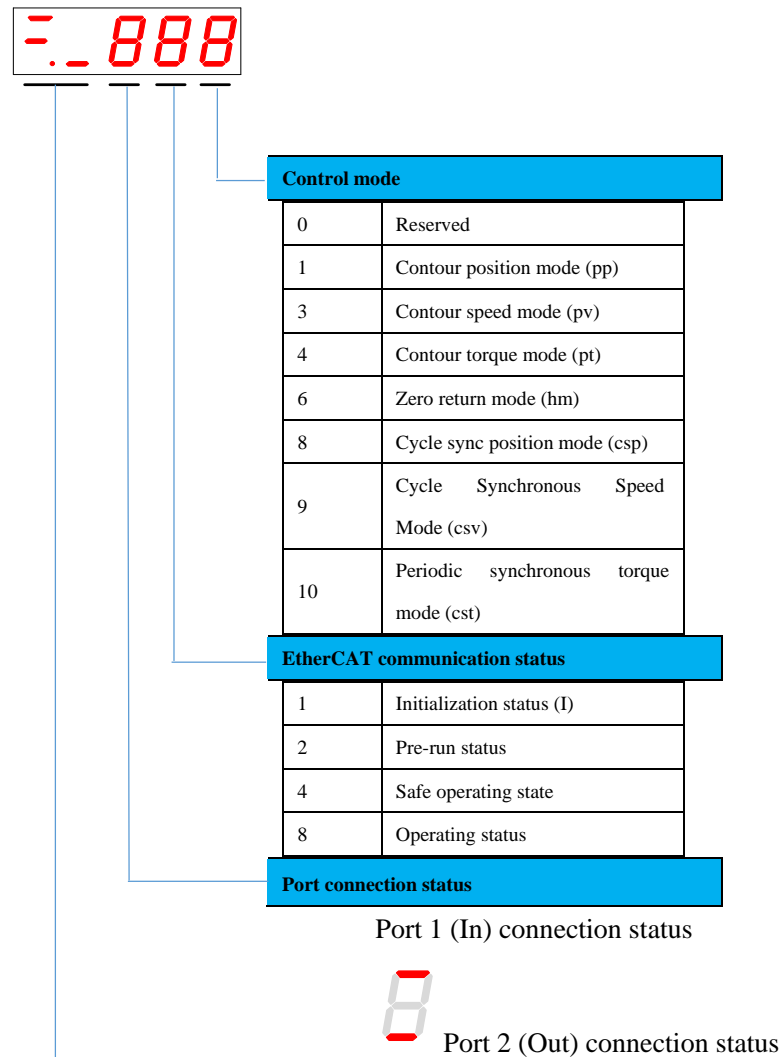 =._ 888
Control mode
0 Reserved
1 Contour position mode (pp)
3 Contour speed mode (pv)
4 Contour torque mode (pt)
6 Zero return mode (hm)
8 Cycle sync position mode (csp)
9 Cycle Synchronous Speed
Mode (csv)
10 Periodic synchronous torque
mode (cst)
EtherCAT communication status
1 Initialization status (I)
2 Pre-run status
4 Safe operating state
8 Operating status
Port connection status
Port 1 (In) connection status
Port 2 (Out) connection status